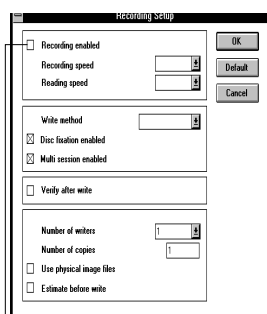 Recording Setup
Recording enabled
OK
Recording speed
Default
Reading speed
Cancel
Write method
Disc fixation enabled
Multi session enabled
Verify after write
Number of writers 1
Number of copies 1
Use physical image files
Estimate before write